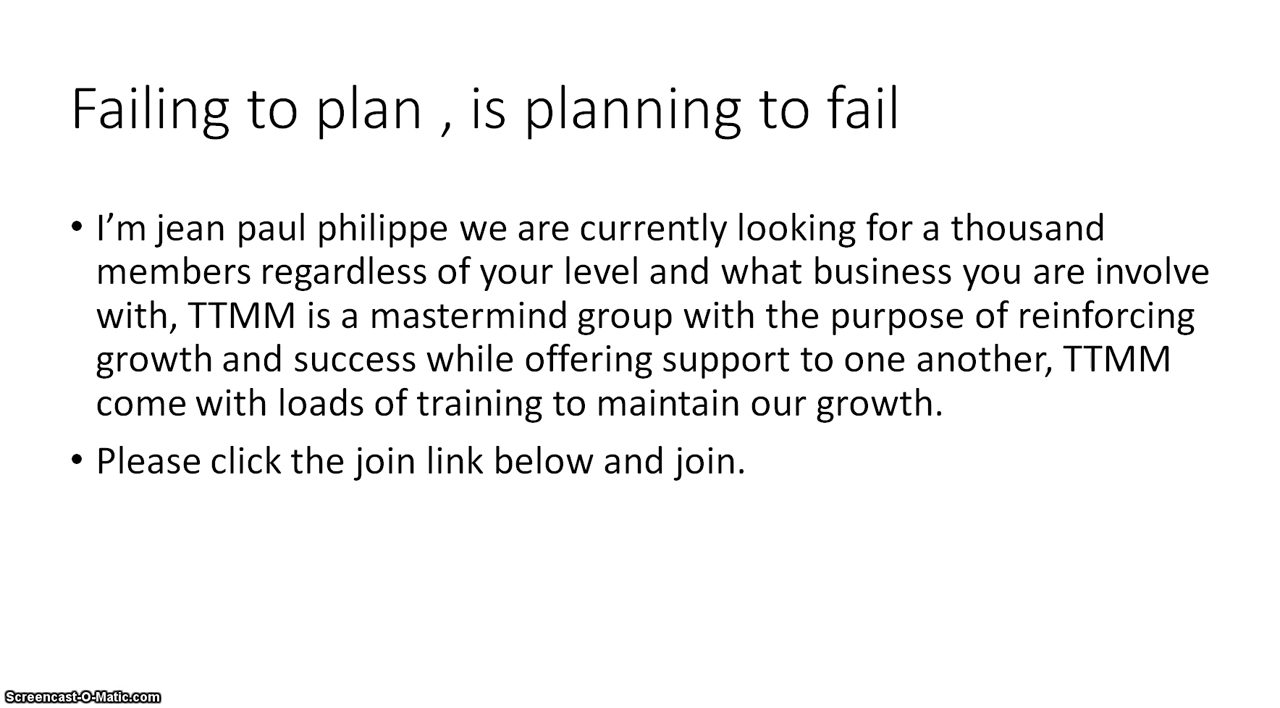 Failing to plan , is planning to fail
• I’m jean paul philippe we are currently looking for a thousand
members regardless of your level and what business you are involve
with, TTMM is a mastermind group with the purpose of reinforcing
growth and success while offering support to one another, TTMM
come with loads of training to maintain our growth.
• Please click the join link below and join.
Screencast-O-Matic.com